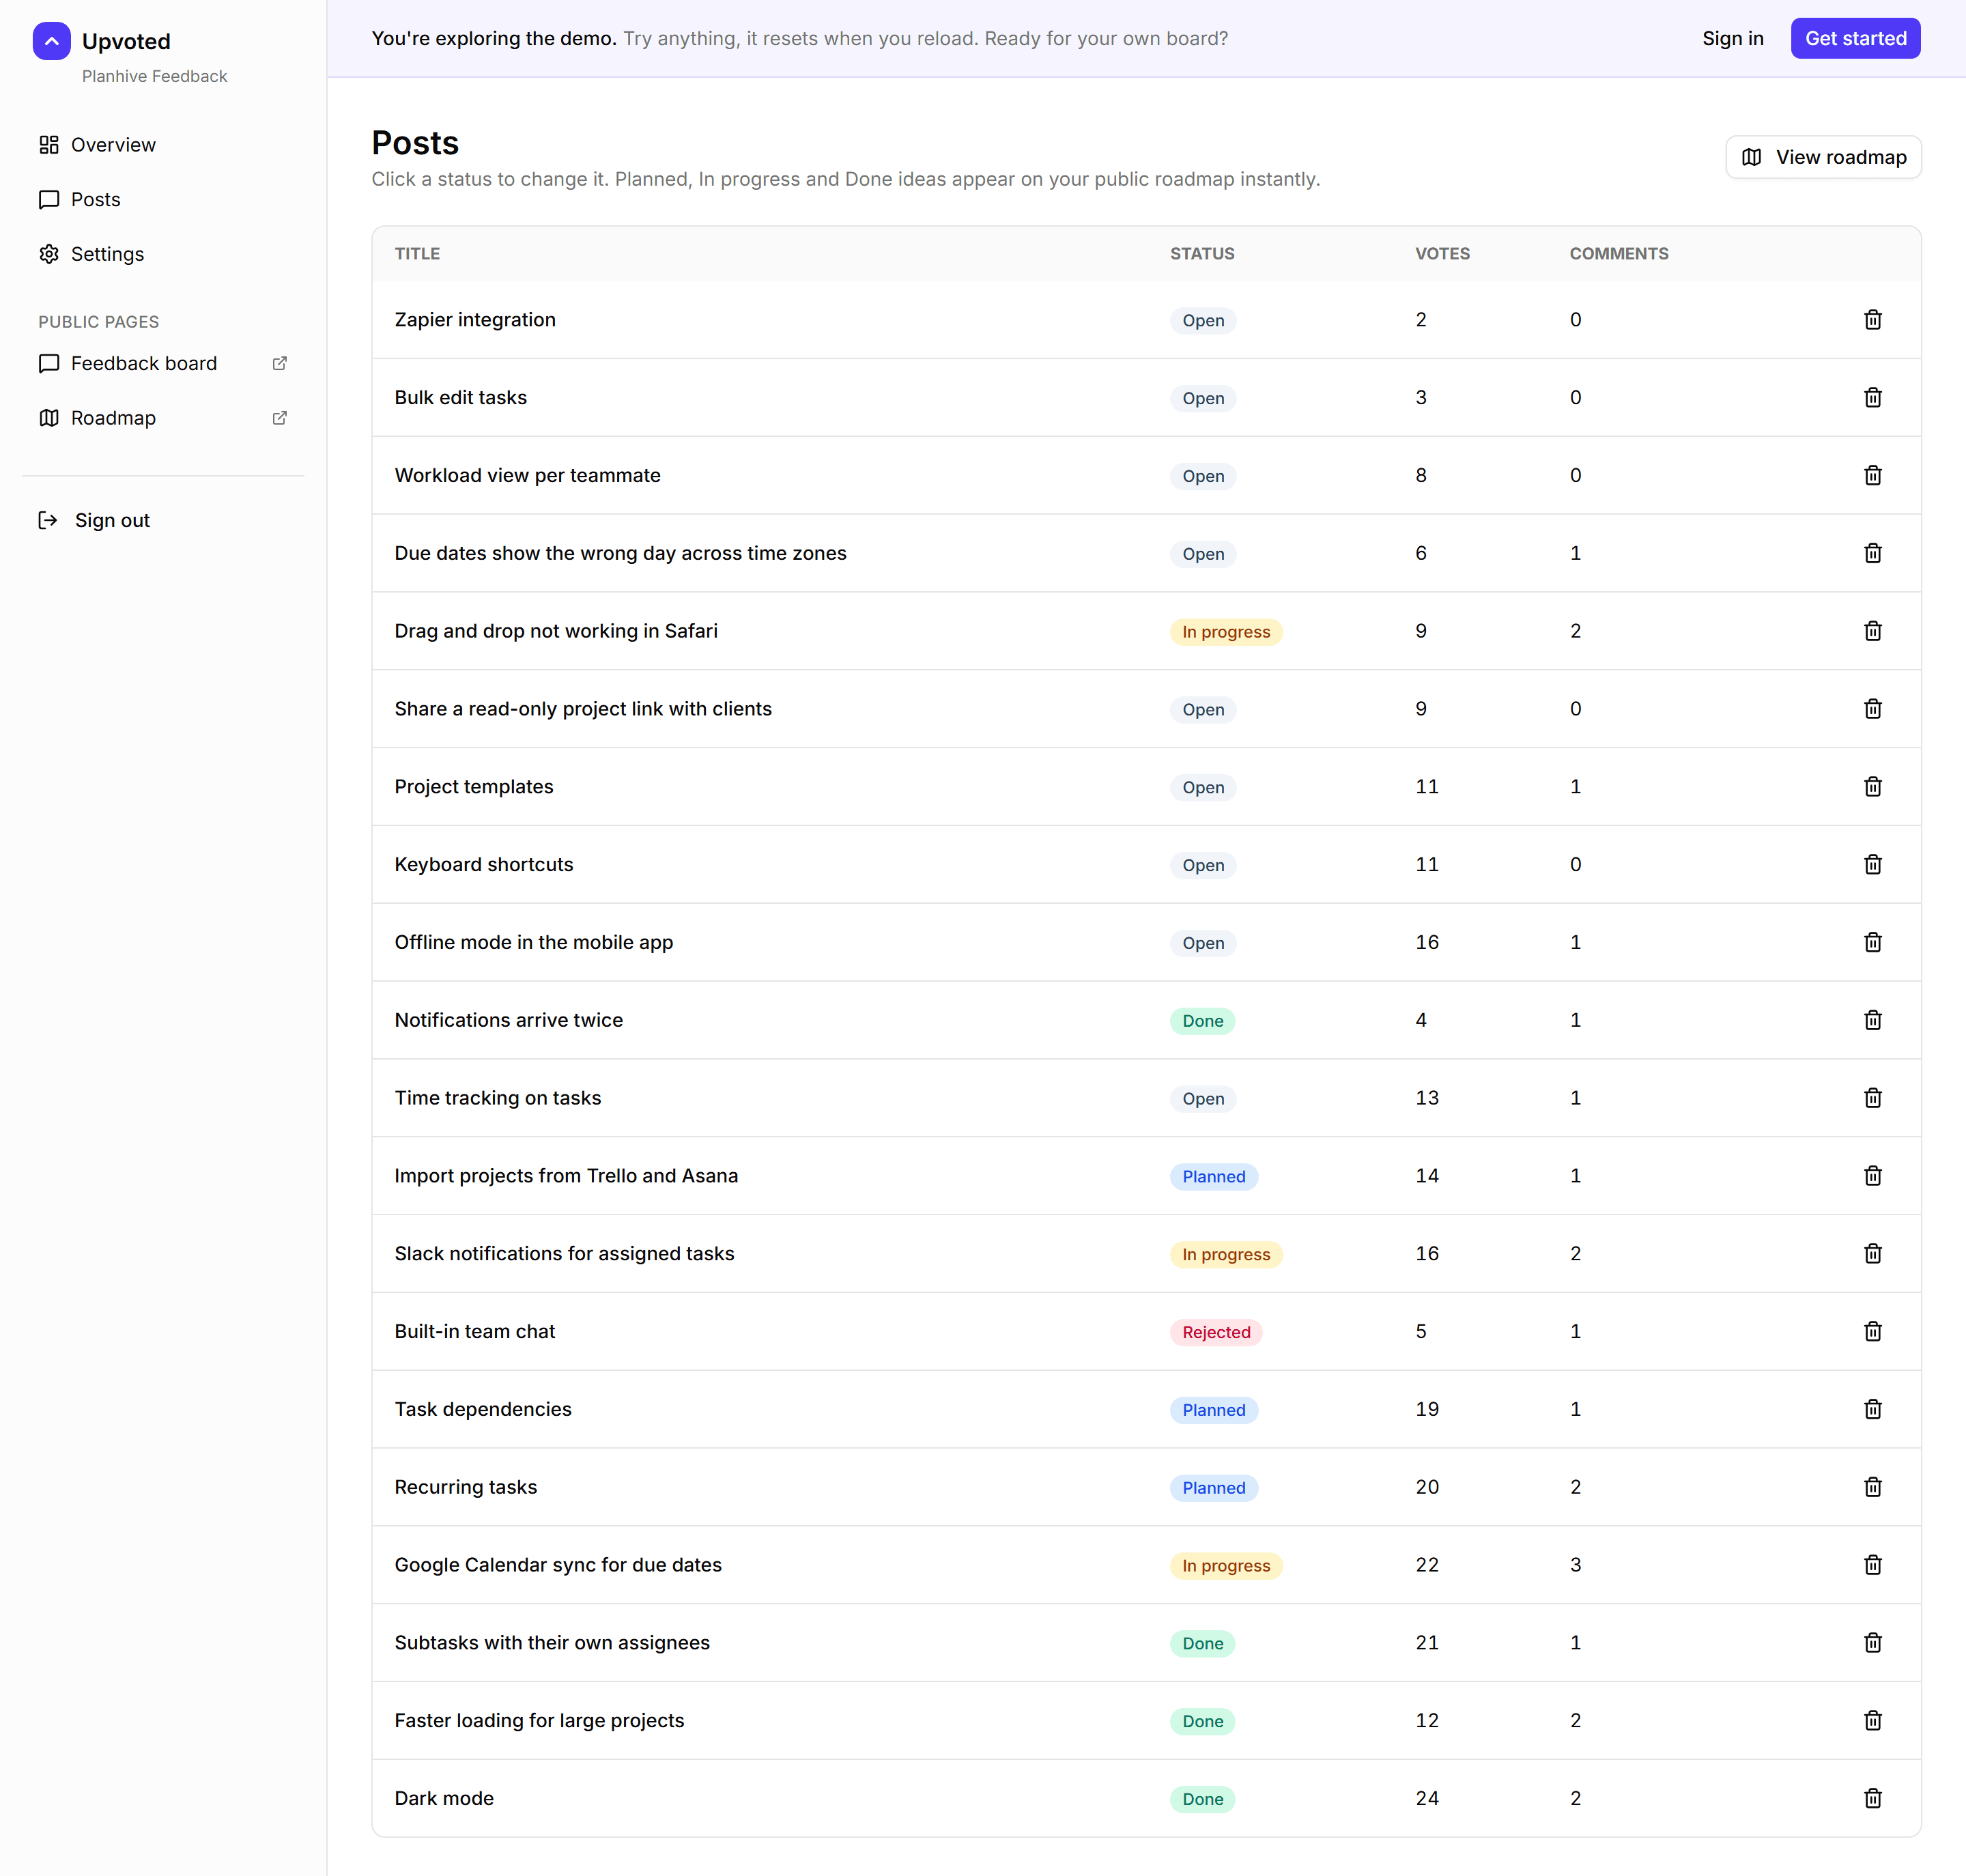 Upvoted
Planhive Feedback
Overview
Posts
Settings
PUBLIC PAGES
Feedback board
Roadmap
Sign out
You're exploring the demo. Try anything, it resets when you reload. Ready for your own board?
Sign in
Get started
Posts
Click a status to change it. Planned, In progress and Done ideas appear on your public roadmap instantly.
View roadmap
TITLE STATUS VOTES COMMENTS
Zapier integration Open 2 0
Bulk edit tasks Open 3 0
Workload view per teammate Open 8 0
Due dates show the wrong day across time zones Open 6 1
Drag and drop not working in Safari In progress 9 2
Share a read-only project link with clients Open 9 0
Project templates Open 11 1
Keyboard shortcuts Open 11 0
Offline mode in the mobile app Open 16 1
Notifications arrive twice Done 4 1
Time tracking on tasks Open 13 1
Import projects from Trello and Asana Planned 14 1
Slack notifications for assigned tasks In progress 16 2
Built-in team chat Rejected 5 1
Task dependencies Planned 19 1
Recurring tasks Planned 20 2
Google Calendar sync for due dates In progress 22 3
Subtasks with their own assignees Done 21 1
Faster loading for large projects Done 12 2
Dark mode Done 24 2